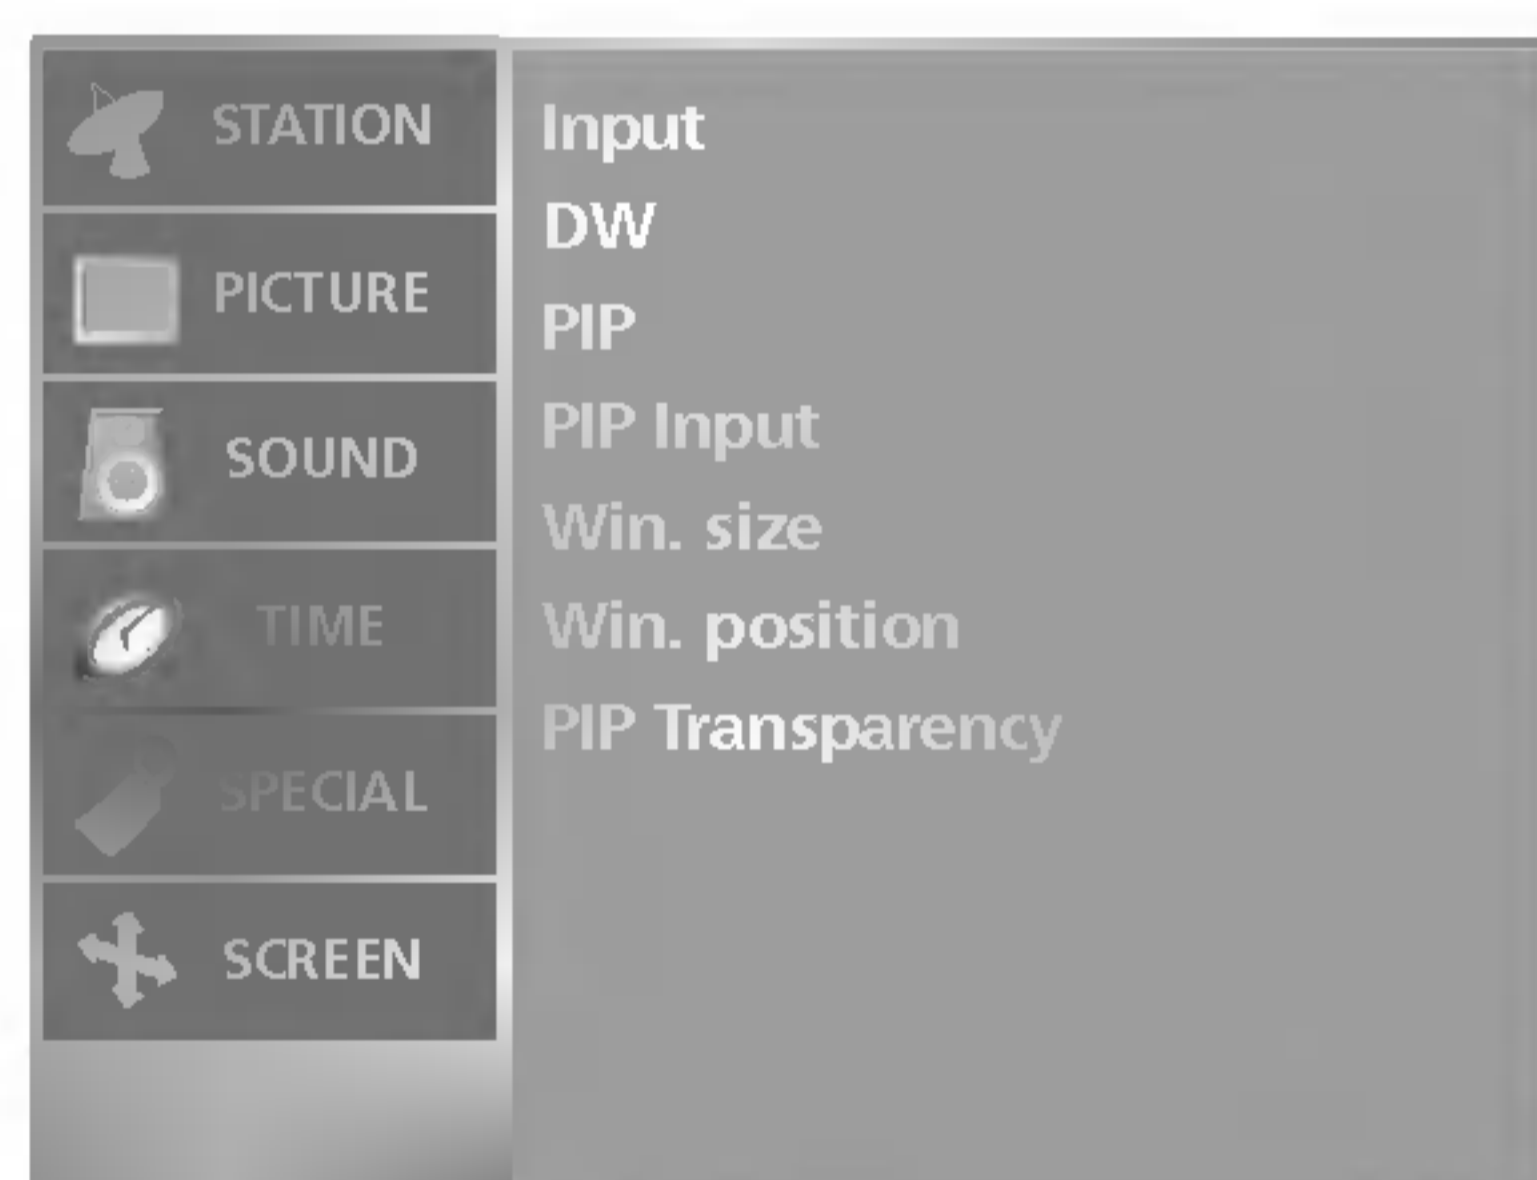 STATION
PICTURE
SOUND
TIME
SPECIAL
SCREEN
Input
DW
PIP
PIP Input
Win. size
Win. position
PIP Transparency